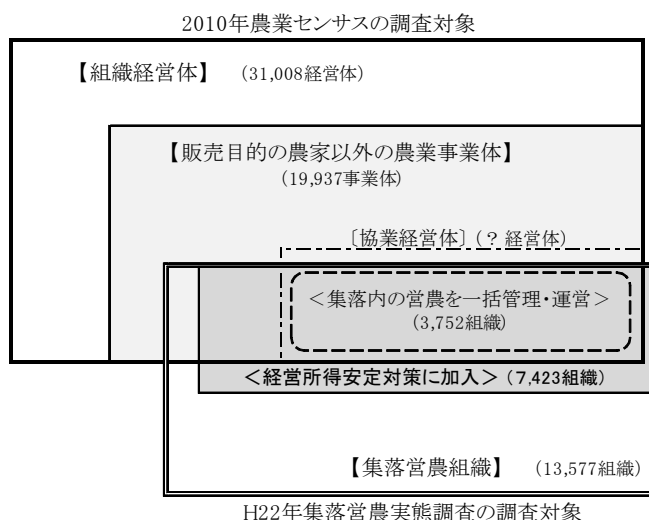 2010年農業センサスの調査対象
【組織経営体】 （31,008経営体）
【販売目的の農家以外の農業事業体】
（19,937事業体）
〔協業経営体〕（？経営体）
＜集落内の営農を一括管理・運営＞
（3,752組織）
＜経営所得安定対策に加入＞（7,423組織）
【集落営農組織】 （13,577組織）
H22年集落営農実態調査の調査対象